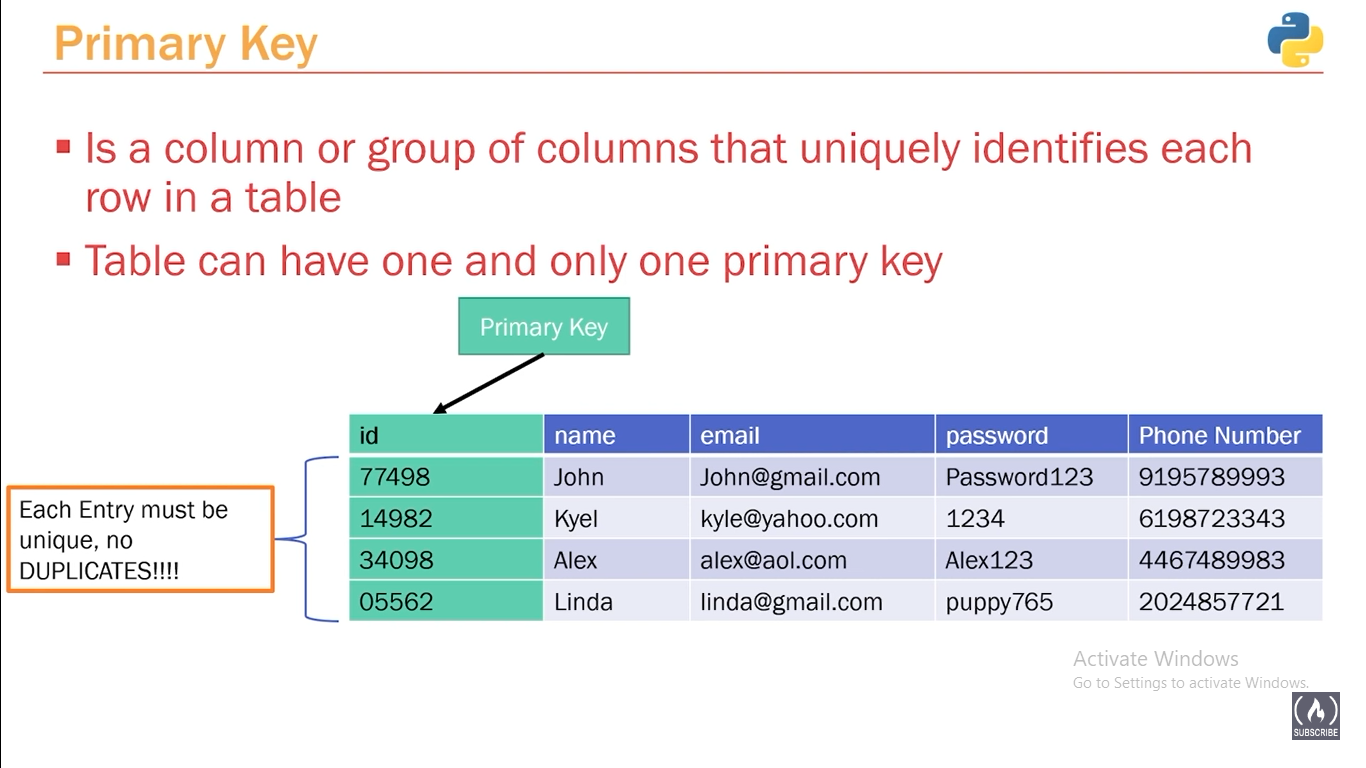 Primary Key
Is a column or group of columns that uniquely identifies each
row in a table
Table can have one and only one primary key
Primary Key
id name email password Phone Number
77498 John John@gmail.com Password123 9195789993
14982 Kyel kyle@yahoo.com 1234 6198723343
34098 Alex alex@aol.com Alex123 4467489983
05562 Linda linda@gmail.com puppy765 2024857721
Each Entry must be
unique, no
DUPLICATES!!!!
Activate Windows
Go to Settings to activate Windows.
SUBSCRIBE